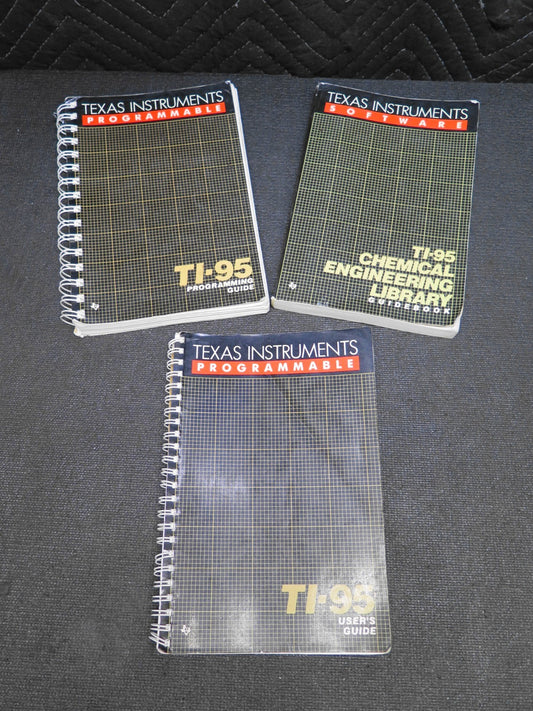 TEXAS INSTRUMENTS
PROGRAMMABLE
TI-95
PROGRAMMING
GUIDE
TEXAS INSTRUMENTS
SOFTWARE
TI-95
CHEMICAL
ENGINEERING
LIBRARY
GUIDEBOOK
TEXAS INSTRUMENTS
PROGRAMMABLE
TI-95
USER'S
GUIDE